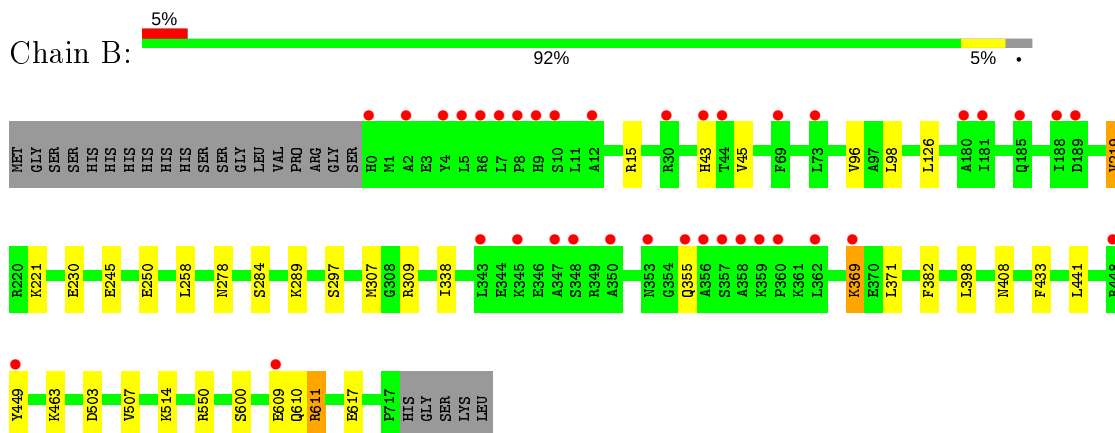 5%
Chain B:
92% 5% •
MET GLY SER SER HIS HIS HIS HIS HIS HIS SER SER GLY LEU VAL PRO ARG GLY SER H0 M1 A2 E3 Y4 L5 R6 L7 P8 H9 S10 L11 A12 R15 R30 H43 T44 V45 F69 L73 V96 A97 L98 L126 A180 I181 Q185 I188 D189
R220 K221 E230 E245 E250 L258 N278 S284 K289 S297 M307 G308 R309 I338 L343 E344 K345 E346 A347 S348 R349 A350 N353 G354 Q355 A356 S357 A358 K359 P360 K361 L362 K369 E370 L371 F382 L398 N408 F433 L441
Y449 K463 D503 V507 K514 R550 S600 E609 Q610 R611 E617 P717 HIS GLY SER LYS LEU